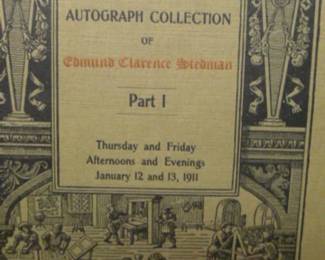 AUTOGRAPH COLLECTION
OF
Edmund Clarence Stedman
Part I
Thursday and Friday
Afternoons and Evenings
January 12 and 13, 1911